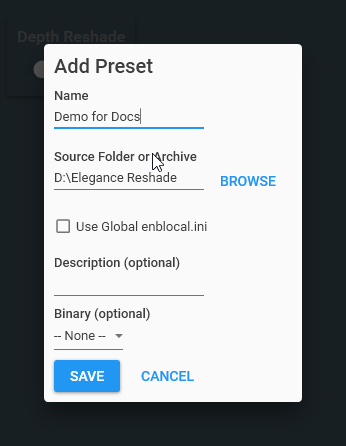 Depth Reshade
Add Preset
Name
Demo for Docs
Source Folder or Archive
D:\Elegance Reshade
BROWSE
Use Global enblocal.ini
Description (optional)
Binary (optional)
-- None --
SAVE CANCEL